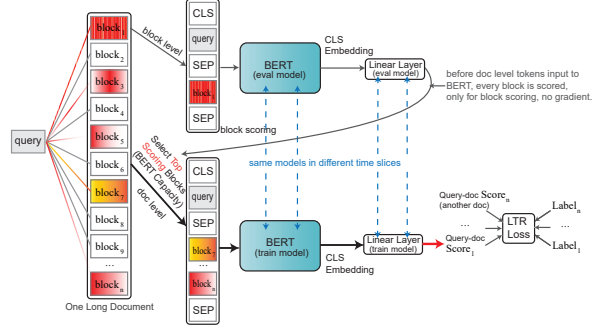 query
block1
block2
block3
block4
block5
block6
block7
block8
block9
...
blockn
One Long Document
block level
Select Top
Scoring Blocks
(BERT Capacity)
doc level
CLS
query
SEP
SEP
block scoring
CLS
query
SEP
blockn
SEP
BERT
(eval model)
CLS
Embedding
Linear Layer
(eval model)
before doc level tokens input to
BERT, every block is scored,
only for block scoring, no gradient.
same models in different time slices
BERT
(train model)
CLS
Embedding
Linear Layer
(train model)
Query-doc Scoren
(another doc)
...
Query-doc
Score1
LTR
Loss
Labeln
...
Label1